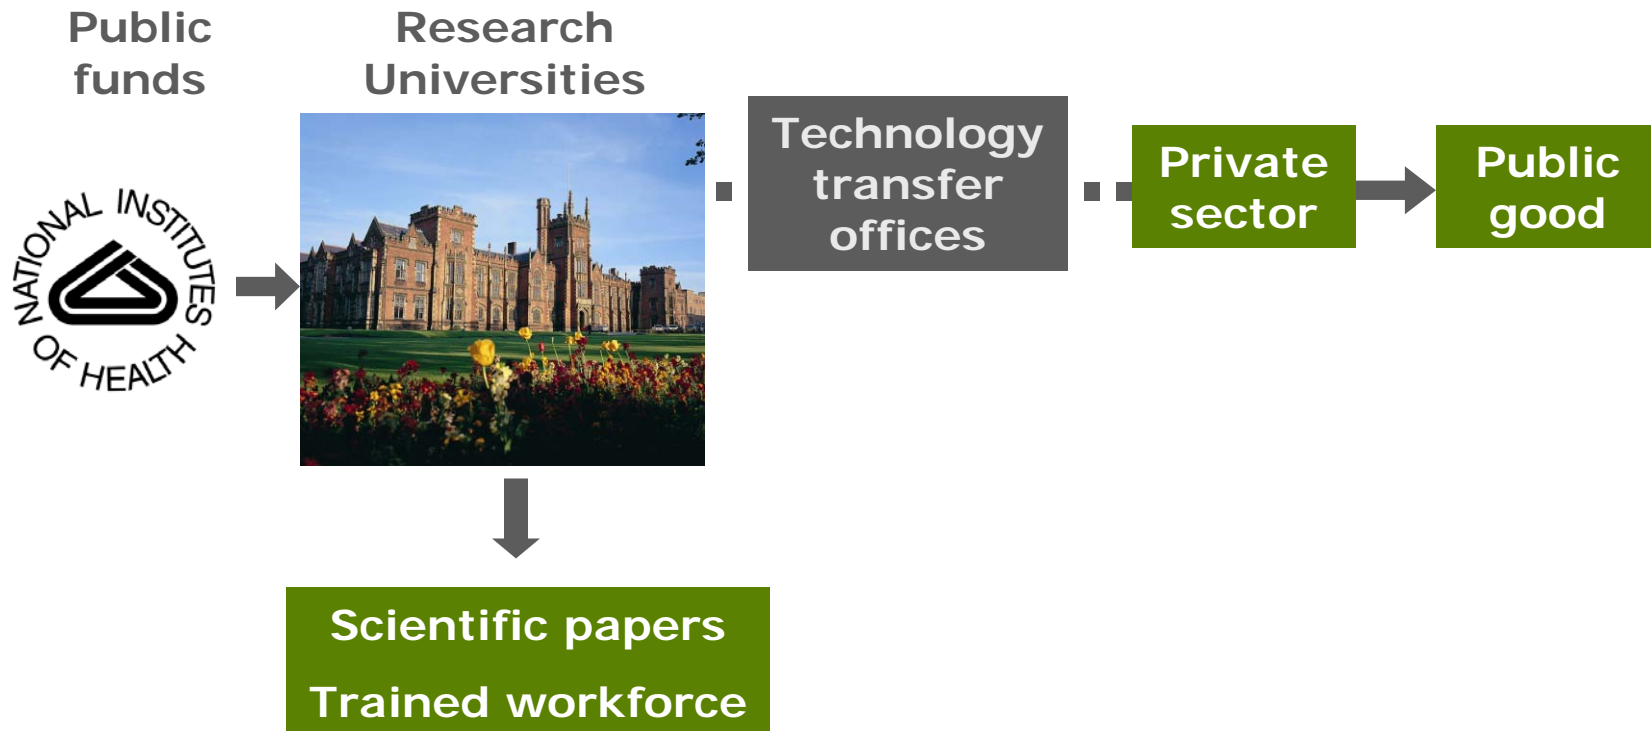 Public
funds
Research
Universities
NATIONAL INSTITUTES
OF HEALTH
Technology
transfer
offices
Private
sector
Public
good
Scientific papers
Trained workforce